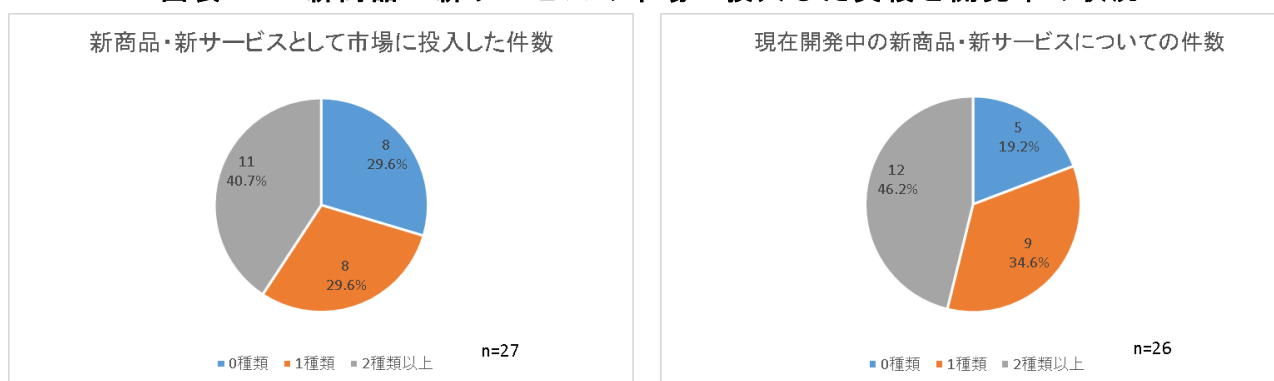 新商品・新サービスとして市場に投入した件数
8
29.6%
11
40.7%
8
29.6%
n=27
0種類 1種類 2種類以上
現在開発中の新商品・新サービスについての件数
5
19.2%
12
46.2%
9
34.6%
n=26
0種類 1種類 2種類以上